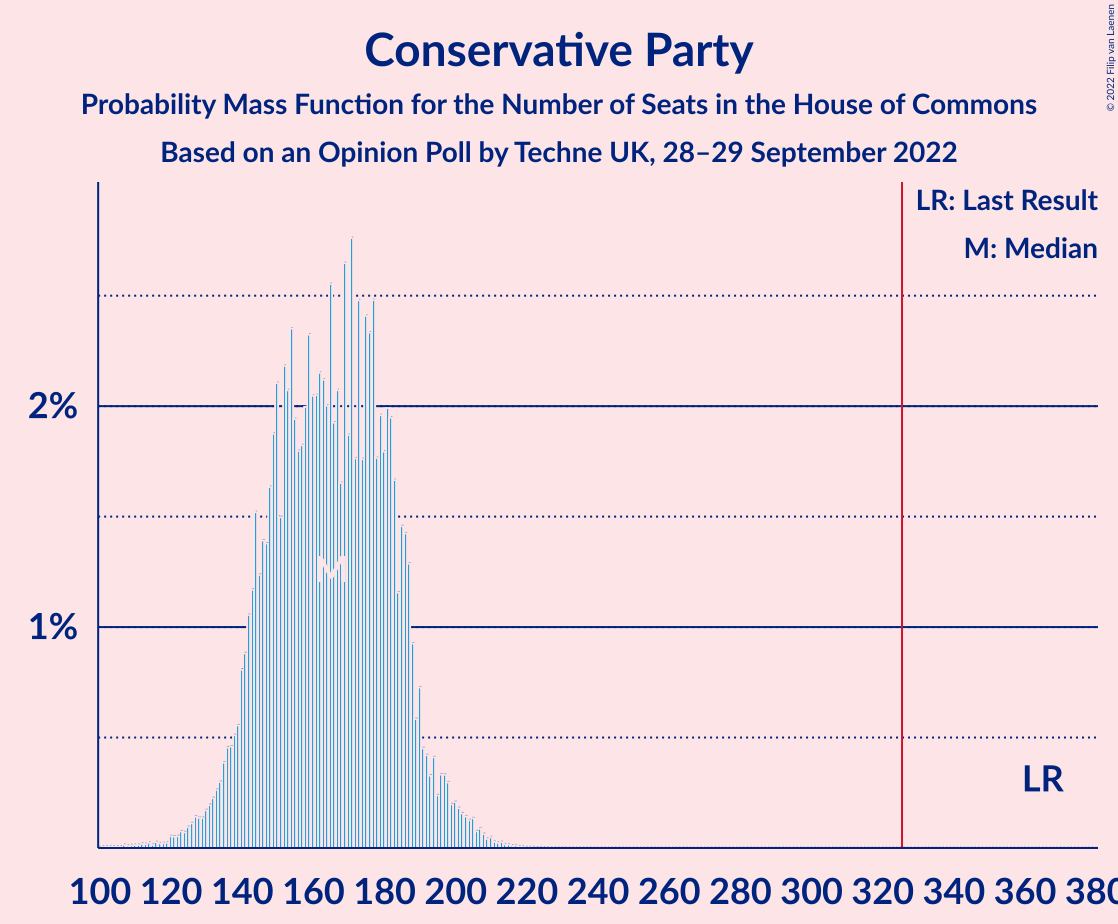 Conservative Party
Probability Mass Function for the Number of Seats in the House of Commons
Based on an Opinion Poll by Techne UK, 28–29 September 2022
© 2022 Filip van Laenen
LR: Last Result
M: Median
2%
1%
M
LR
100 120 140 160 180 200 220 240 260 280 300 320 340 360 380